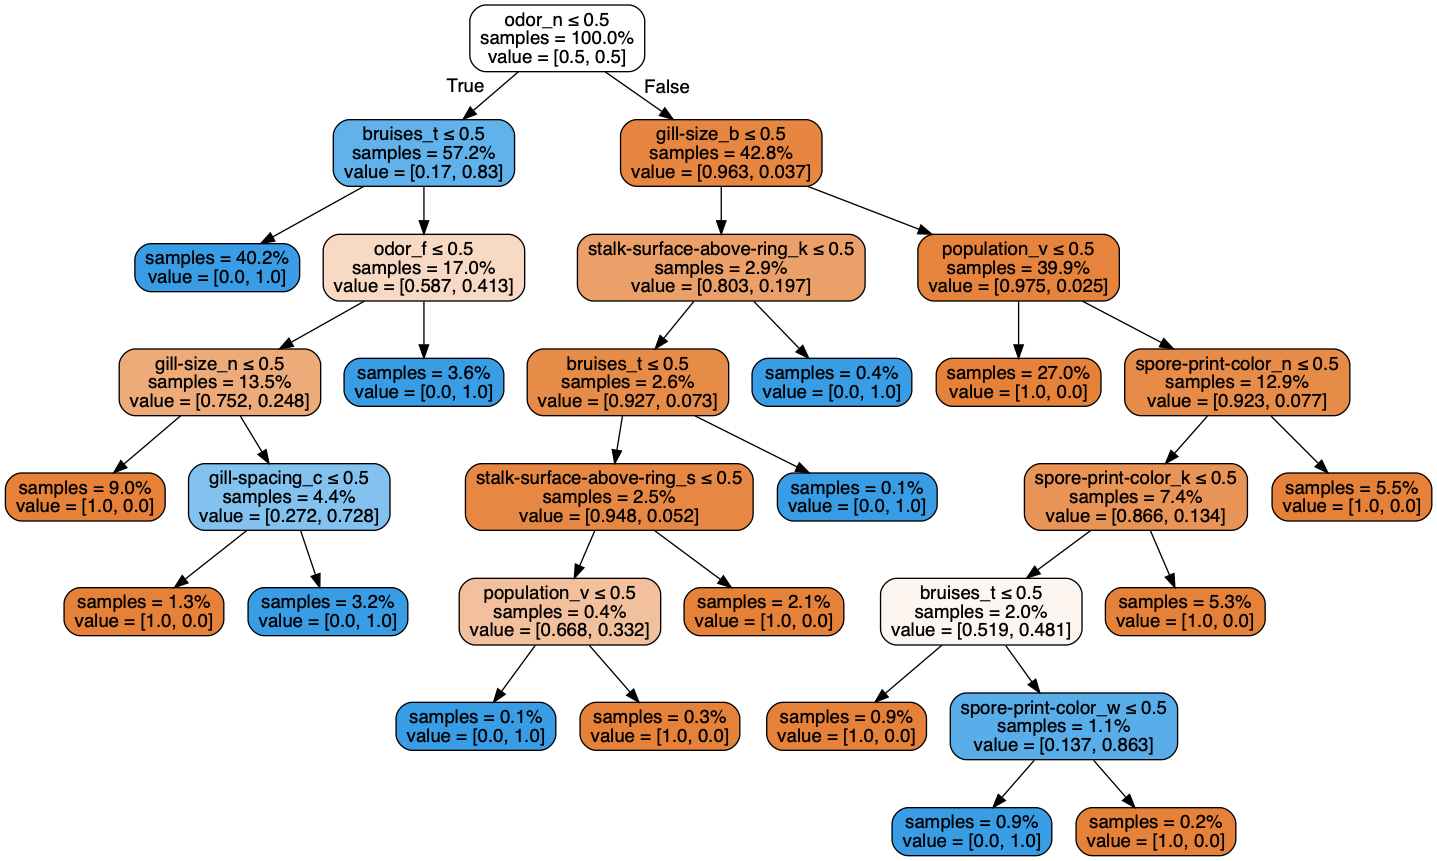 odor_n ≤ 0.5
samples = 100.0%
value = [0.5, 0.5]
True
False
bruises_t ≤ 0.5
samples = 57.2%
value = [0.17, 0.83]
gill-size_b ≤ 0.5
samples = 42.8%
value = [0.963, 0.037]
samples = 40.2%
value = [0.0, 1.0]
odor_f ≤ 0.5
samples = 17.0%
value = [0.587, 0.413]
stalk-surface-above-ring_k ≤ 0.5
samples = 2.9%
value = [0.803, 0.197]
population_v ≤ 0.5
samples = 39.9%
value = [0.975, 0.025]
gill-size_n ≤ 0.5
samples = 13.5%
value = [0.752, 0.248]
samples = 3.6%
value = [0.0, 1.0]
bruises_t ≤ 0.5
samples = 2.6%
value = [0.927, 0.073]
samples = 0.4%
value = [0.0, 1.0]
samples = 27.0%
value = [1.0, 0.0]
spore-print-color_n ≤ 0.5
samples = 12.9%
value = [0.923, 0.077]
samples = 9.0%
value = [1.0, 0.0]
gill-spacing_c ≤ 0.5
samples = 4.4%
value = [0.272, 0.728]
stalk-surface-above-ring_s ≤ 0.5
samples = 2.5%
value = [0.948, 0.052]
samples = 0.1%
value = [0.0, 1.0]
spore-print-color_k ≤ 0.5
samples = 7.4%
value = [0.866, 0.134]
samples = 5.5%
value = [1.0, 0.0]
samples = 1.3%
value = [1.0, 0.0]
samples = 3.2%
value = [0.0, 1.0]
population_v ≤ 0.5
samples = 0.4%
value = [0.668, 0.332]
samples = 2.1%
value = [1.0, 0.0]
bruises_t ≤ 0.5
samples = 2.0%
value = [0.519, 0.481]
samples = 5.3%
value = [1.0, 0.0]
samples = 0.1%
value = [0.0, 1.0]
samples = 0.3%
value = [1.0, 0.0]
samples = 0.9%
value = [1.0, 0.0]
spore-print-color_w ≤ 0.5
samples = 1.1%
value = [0.137, 0.863]
samples = 0.9%
value = [0.0, 1.0]
samples = 0.2%
value = [1.0, 0.0]